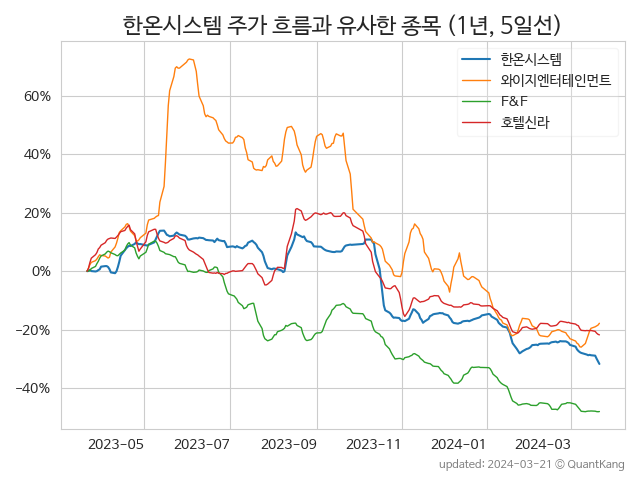 한온시스템 주가 흐름과 유사한 종목 (1년, 5일선)
한온시스템
와이지엔터테인먼트
F&F
호텔신라
60%
40%
20%
0%
−20%
−40%
2023-05 2023-07 2023-09 2023-11 2024-01 2024-03
updated: 2024-03-21 © QuantKang